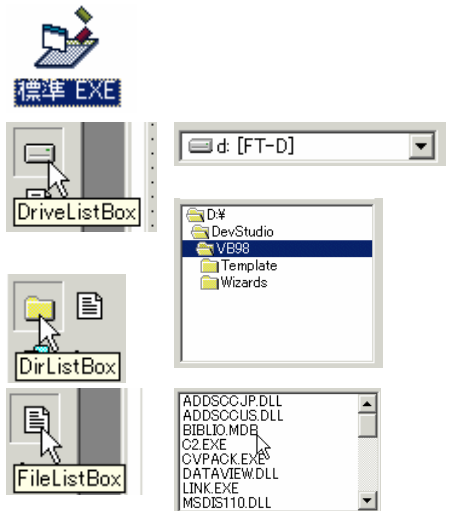 標準 EXE
DriveListBox
d: [FT-D]
D:¥
DevStudio
VB98
Template
Wizards
DirListBox
FileListBox
ADDSCCJP.DLL
ADDSCCUS.DLL
BIBLIO.MDB
C2.EXE
CVPACK.EXE
DATAVIEW.DLL
LINK.EXE
MSDIS110.DLL